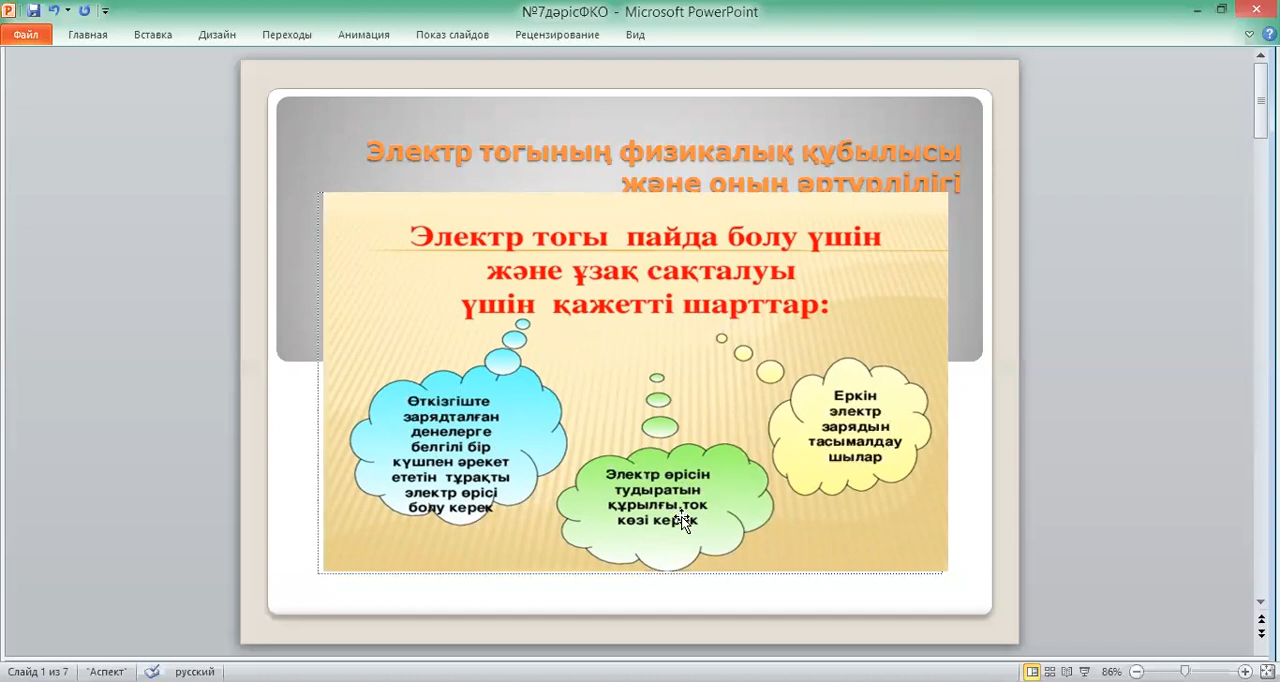 №7дәрісФКО - Microsoft PowerPoint
Файл Главная Вставка Дизайн Переходы Анимация Показ слайдов Рецензирование Вид
Электр тогының физикалық құбылысы
және оның әртүрлілігі
Электр тогы пайда болу үшін
және ұзақ сақталуы
үшін қажетті шарттар:
Өткізгіште
зарядталған
денелерге
белгілі бір
күшпен әрекет
ететін тұрақты
электр өрісі
болу керек
Электр өрісін
тудыратын
құрылғы,ток
көзі керек
Еркін
электр
зарядын
тасымалдау
шылар
Слайд 1 из 7 "Аспект" русский 86%